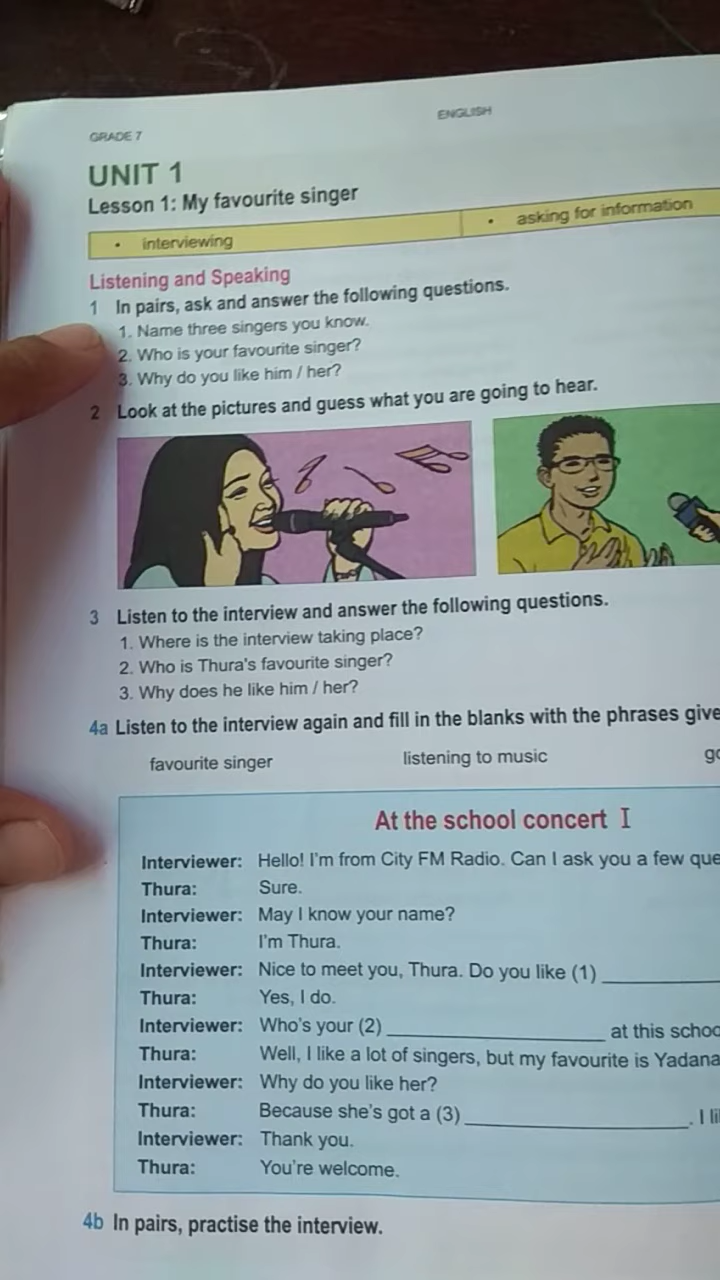 GRADE 7
ENGLISH
UNIT 1
Lesson 1: My favourite singer
• interviewing • asking for information
Listening and Speaking
1 In pairs, ask and answer the following questions.
1. Name three singers you know.
2. Who is your favourite singer?
3. Why do you like him / her?
2 Look at the pictures and guess what you are going to hear.
3 Listen to the interview and answer the following questions.
1. Where is the interview taking place?
2. Who is Thura's favourite singer?
3. Why does he like him / her?
4a Listen to the interview again and fill in the blanks with the phrases give
favourite singer listening to music
At the school concert I
Interviewer: Hello! I'm from City FM Radio. Can I ask you a few que
Thura: Sure.
Interviewer: May I know your name?
Thura: I'm Thura.
Interviewer: Nice to meet you, Thura. Do you like (1) ____________
Thura: Yes, I do.
Interviewer: Who's your (2) ____________ at this schoo
Thura: Well, I like a lot of singers, but my favourite is Yadana
Interviewer: Why do you like her?
Thura: Because she's got a (3) ____________. I li
Interviewer: Thank you.
Thura: You're welcome.
4b In pairs, practise the interview.